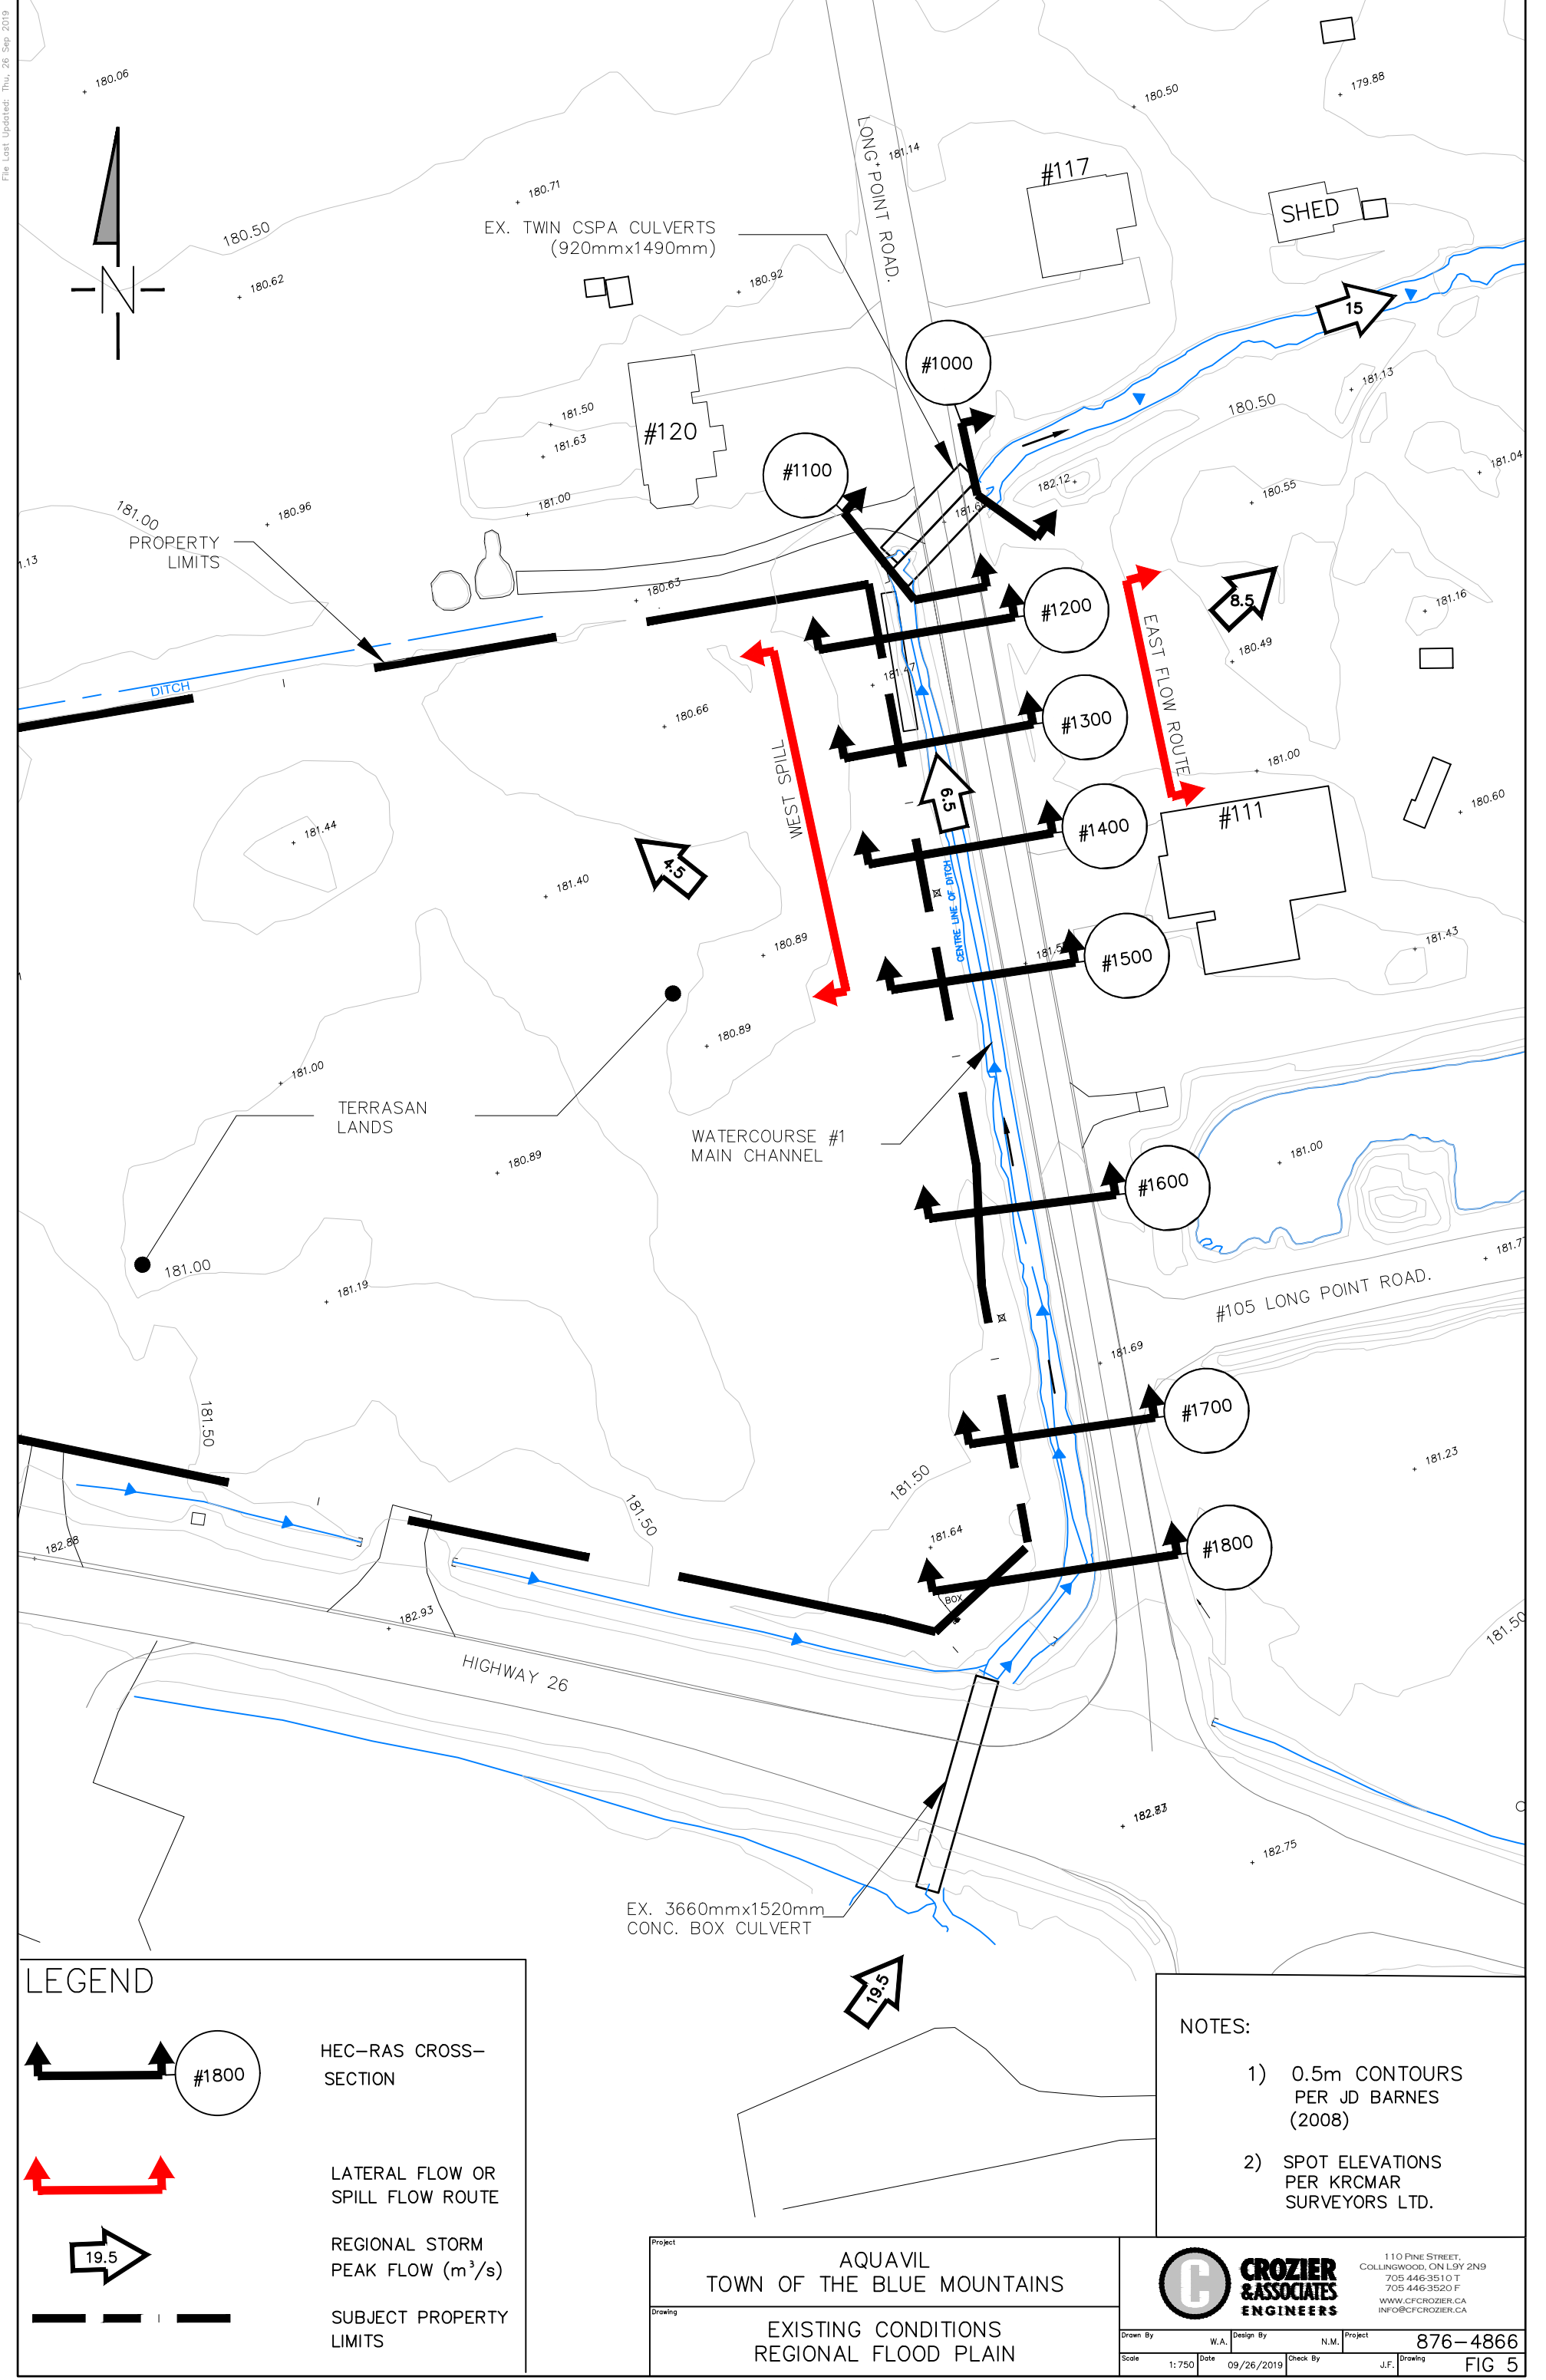 File Last Updated: Thu, 26 Sep 2019
180.06
180.50
179.88
LONG POINT ROAD.
181.14
#117
180.71
SHED
180.50
EX. TWIN CSPA CULVERTS
(920mmx1490mm)
180.62
180.92
N
15
#1000
181.13
180.50
181.50
#120
181.63
#1100
181.04
182.12
180.55
181.00
181.00
180.96
PROPERTY
LIMITS
180.63
#1200
8.5
181.16
EAST FLOW ROUTE
180.49
181.47
DITCH
180.66
#1300
WEST SPILL
181.00
6.5
180.60
#111
#1400
181.44
4.5
181.40
CENTRE LINE OF DITCH
180.89
181.43
#1500
180.89
181.00
TERRASAN
LANDS
WATERCOURSE #1
MAIN CHANNEL
181.00
180.89
#1600
181.00
181.19
#105 LONG POINT ROAD.
181.69
181.50
#1700
181.23
181.50
181.50
181.64
182.88
#1800
BOX
182.93
181.50
HIGHWAY 26
182.75
EX. 3660mmx1520mm
CONC. BOX CULVERT
19.5
LEGEND
#1800
HEC-RAS CROSS-
SECTION
LATERAL FLOW OR
SPILL FLOW ROUTE
19.5
REGIONAL STORM
PEAK FLOW (m³/s)
SUBJECT PROPERTY
LIMITS
NOTES:
1) 0.5m CONTOURS
PER JD BARNES
(2008)
2) SPOT ELEVATIONS
PER KRCMAR
SURVEYORS LTD.
Project
AQUAVIL
TOWN OF THE BLUE MOUNTAINS
Drawing
EXISTING CONDITIONS
REGIONAL FLOOD PLAIN
C
CROZIER
&ASSOCIATES
ENGINEERS
110 PINE STREET,
COLLINGWOOD, ON L9Y 2N9
705 446-3510 T
705 446-3520 F
WWW.CFCROZIER.CA
INFO@CFCROZIER.CA
Drawn By W.A. Design By N.M. Project 876-4866
Scale 1:750 Date 09/26/2019 Check By J.F. Drawing FIG 5